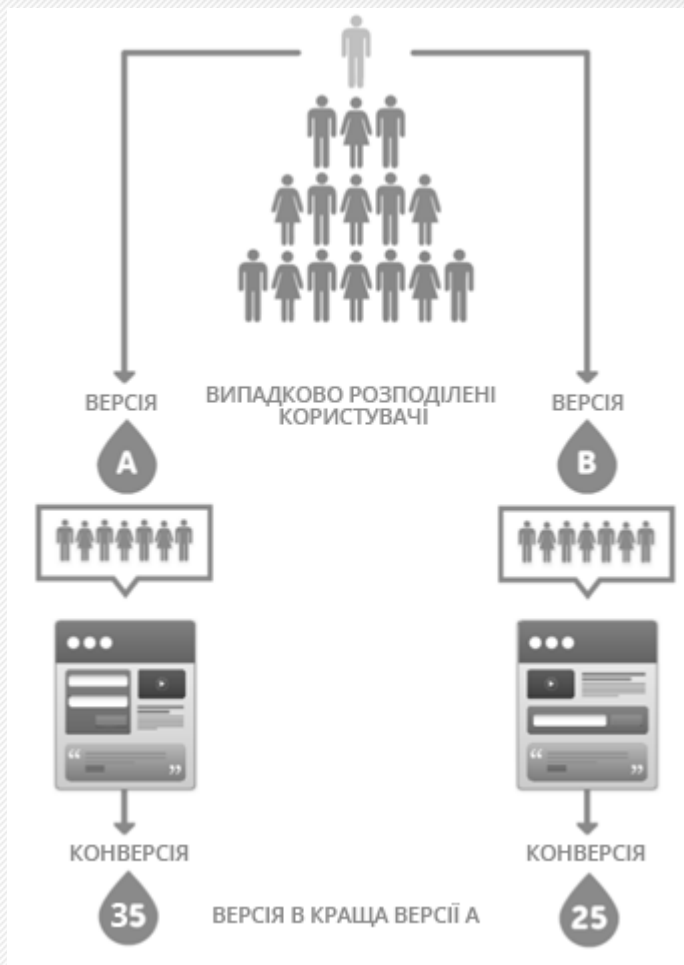 ВИПАДКОВО РОЗПОДІЛЕНІ
КОРИСТУВАЧІ
ВЕРСІЯ
A
ВЕРСІЯ
B
КОНВЕРСІЯ
35
КОНВЕРСІЯ
25
ВЕРСІЯ В КРАЩА ВЕРСІЇ А